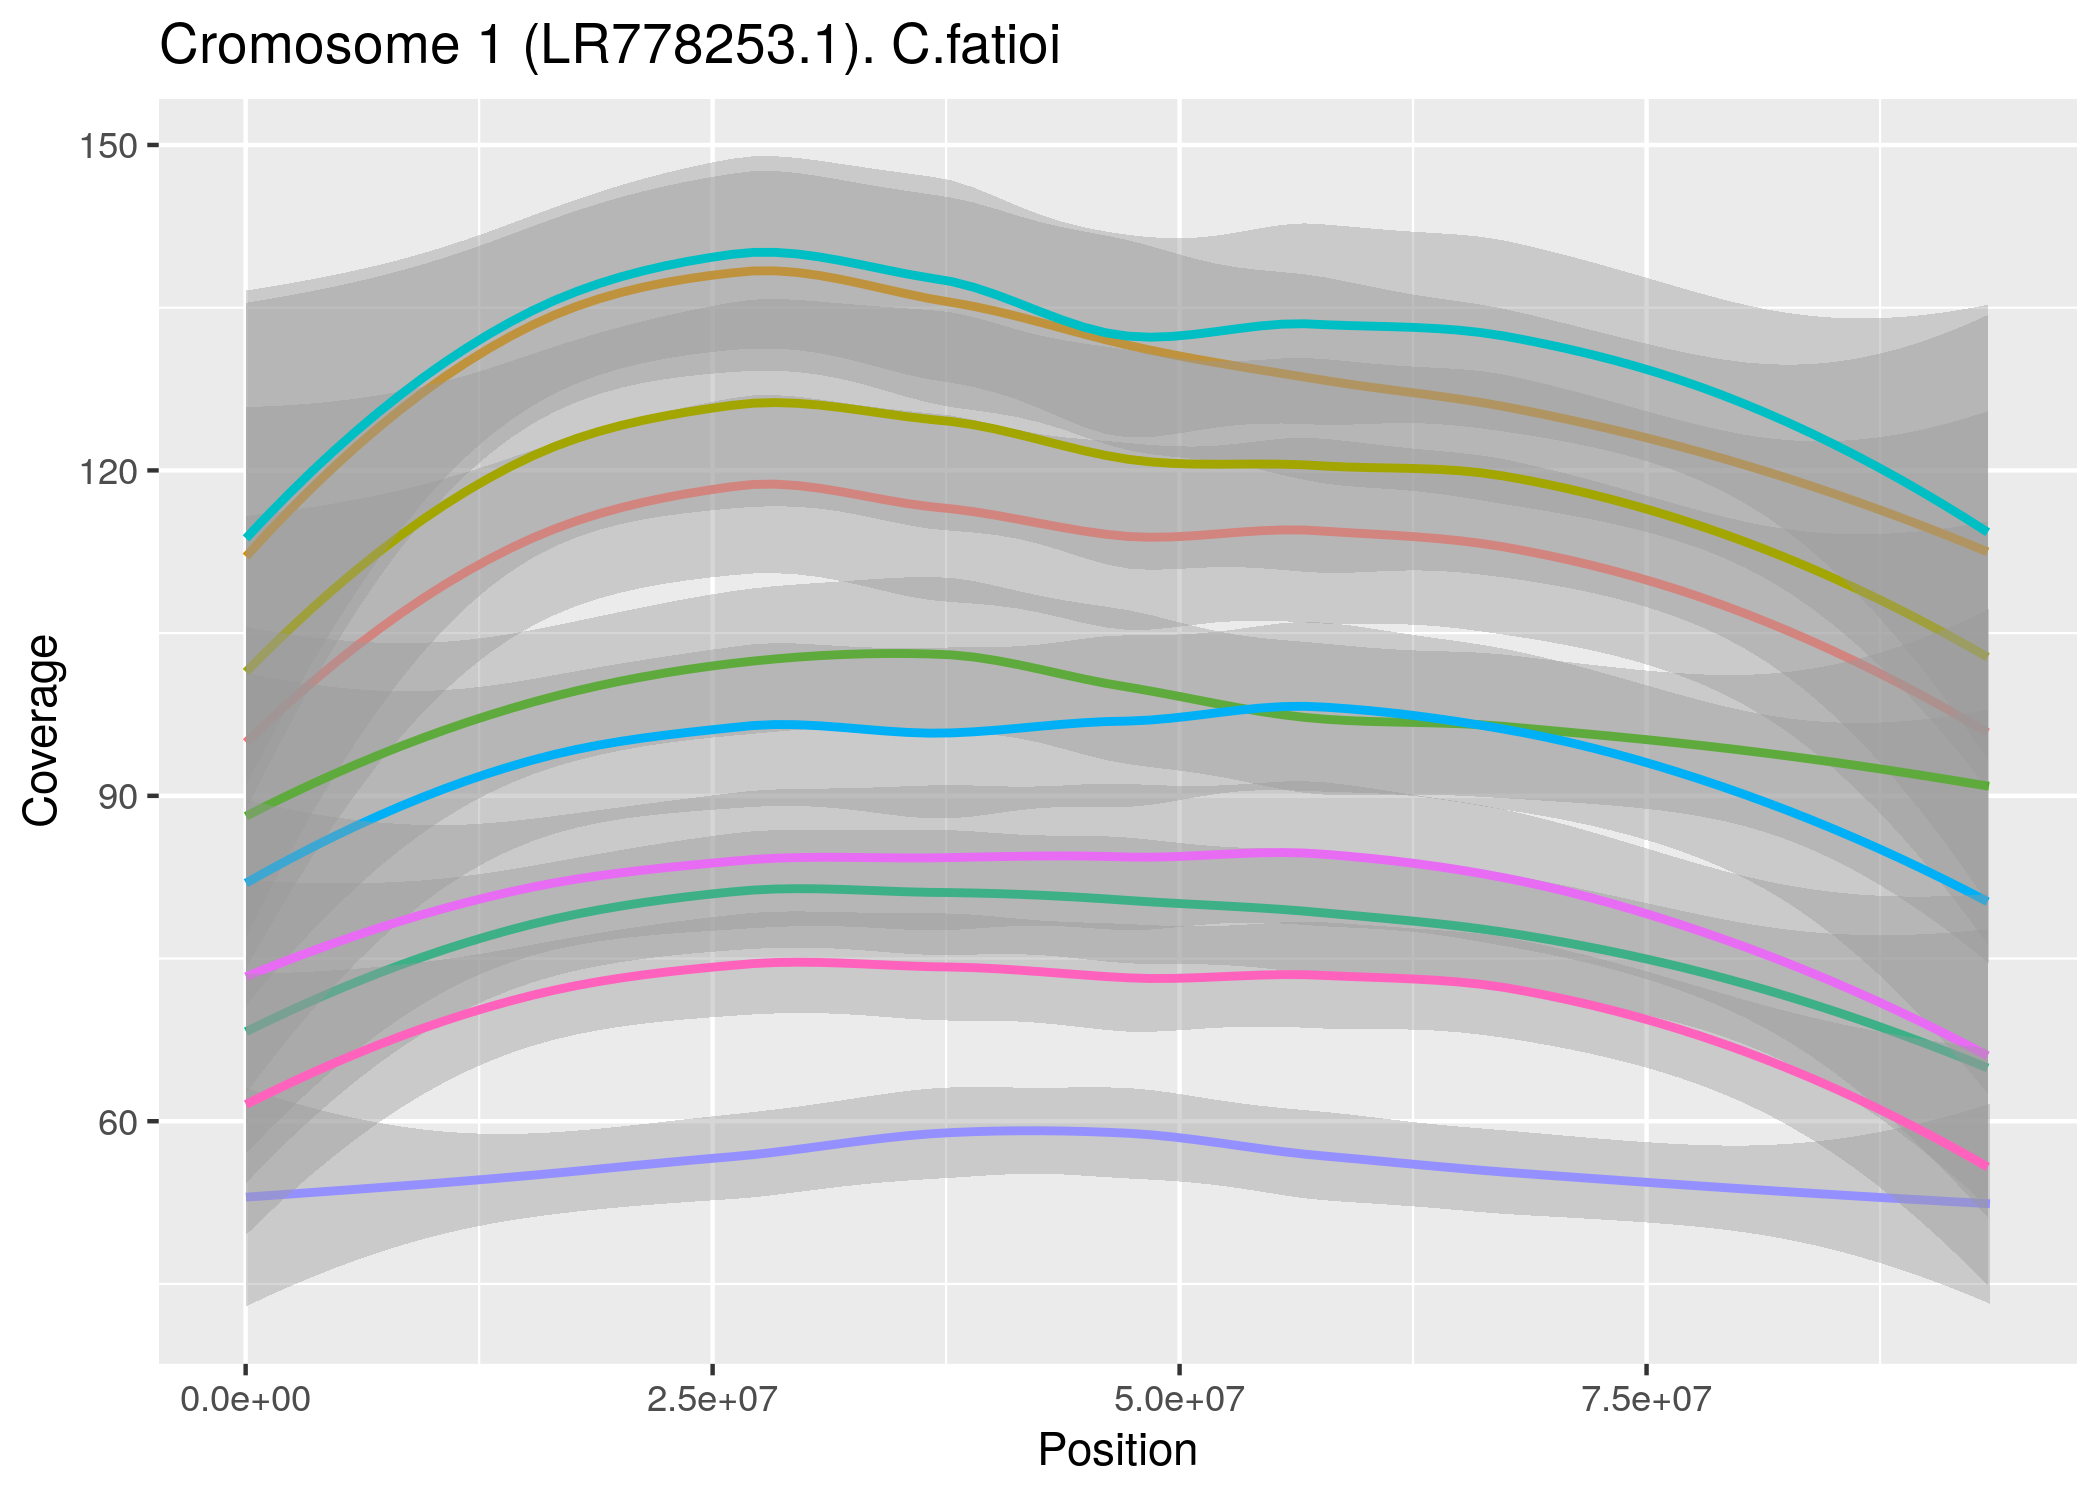 Cromosome 1 (LR778253.1). C.fatioi
150
120
90
60
Coverage
0.0e+00 2.5e+07 5.0e+07 7.5e+07
Position